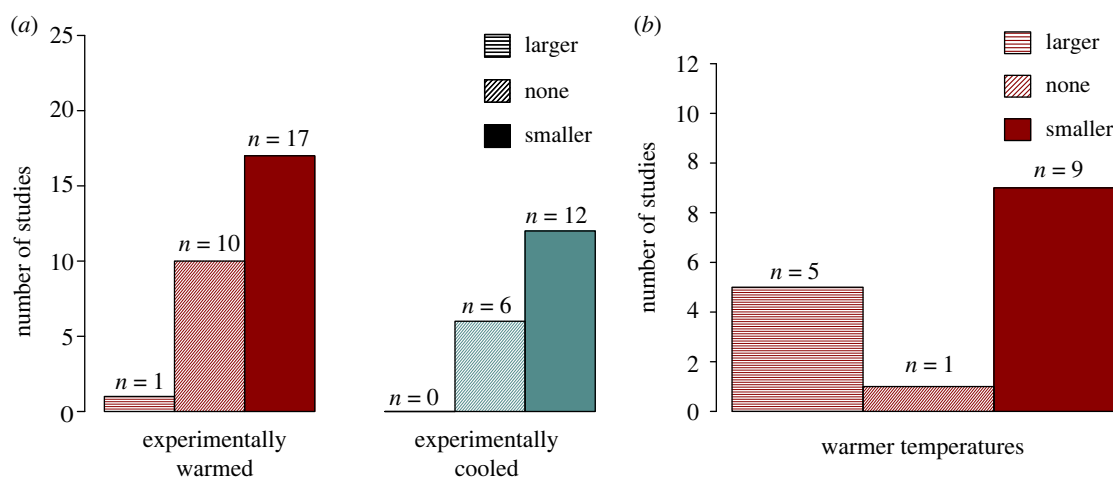 (a)
25
20
15
10
5
0
number of studies
larger
none
smaller
n = 1
n = 10
n = 17
n = 0
n = 6
n = 12
experimentally
warmed
experimentally
cooled
(b)
12
10
8
6
4
2
0
number of studies
larger
none
smaller
n = 5
n = 1
n = 9
warmer temperatures